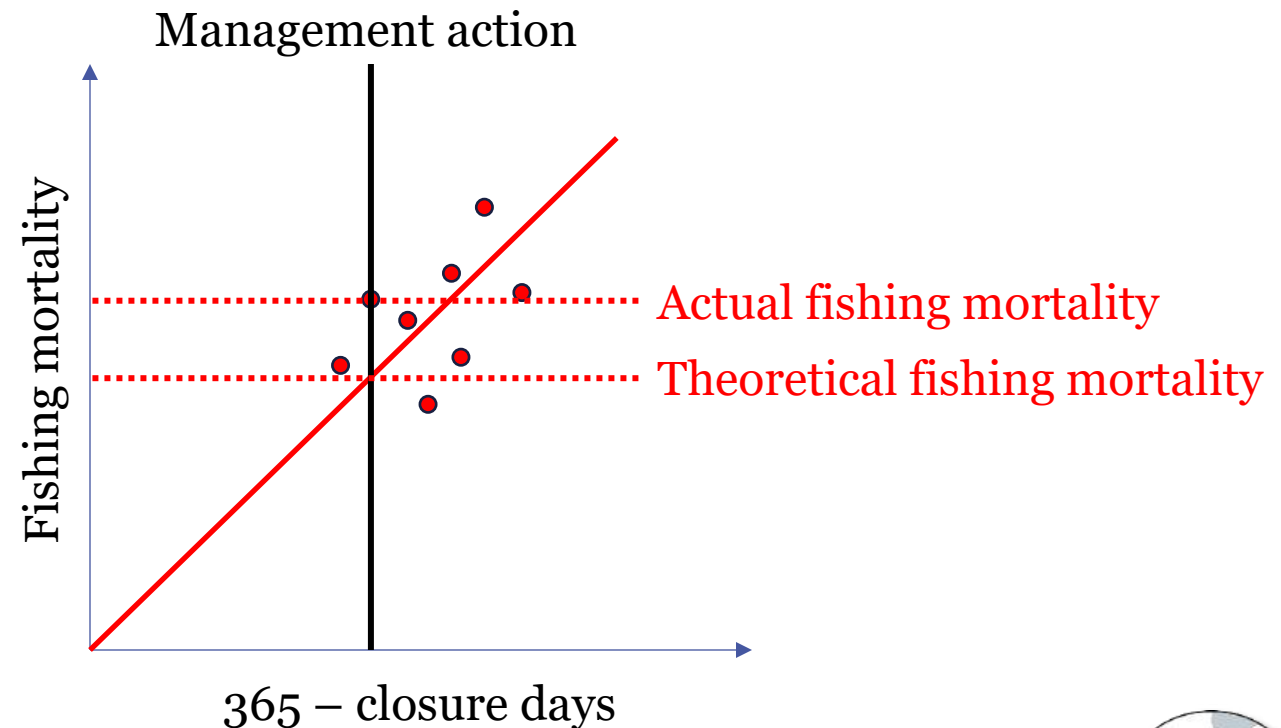 Management action
Fishing mortality
Actual fishing mortality
Theoretical fishing mortality
365 – closure days